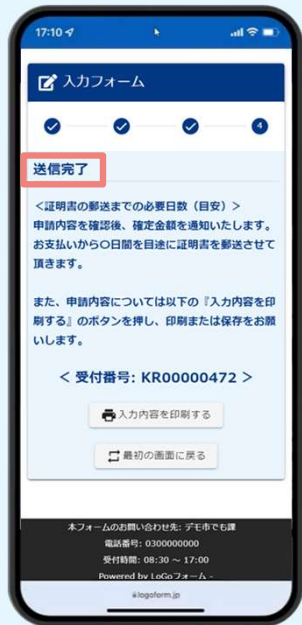 17:10
入力フォーム
4
送信完了
<証明書の郵送までの必要日数（目安）>
申請内容を確認後、確定金額を通知いたします。
お支払いから〇日間を目途に証明書を郵送させて
頂きます。
また、申請内容については以下の『入力内容を印
刷する』のボタンを押し、印刷または保存をお願
いします。
< 受付番号: KR00000472 >
入力内容を印刷する
最初の画面に戻る
本フォームのお問い合わせ先: デモ市でも課
電話番号: 0300000000
受付時間: 08:30 ～ 17:00
Powered by LoGoフォーム -
logoform.jp